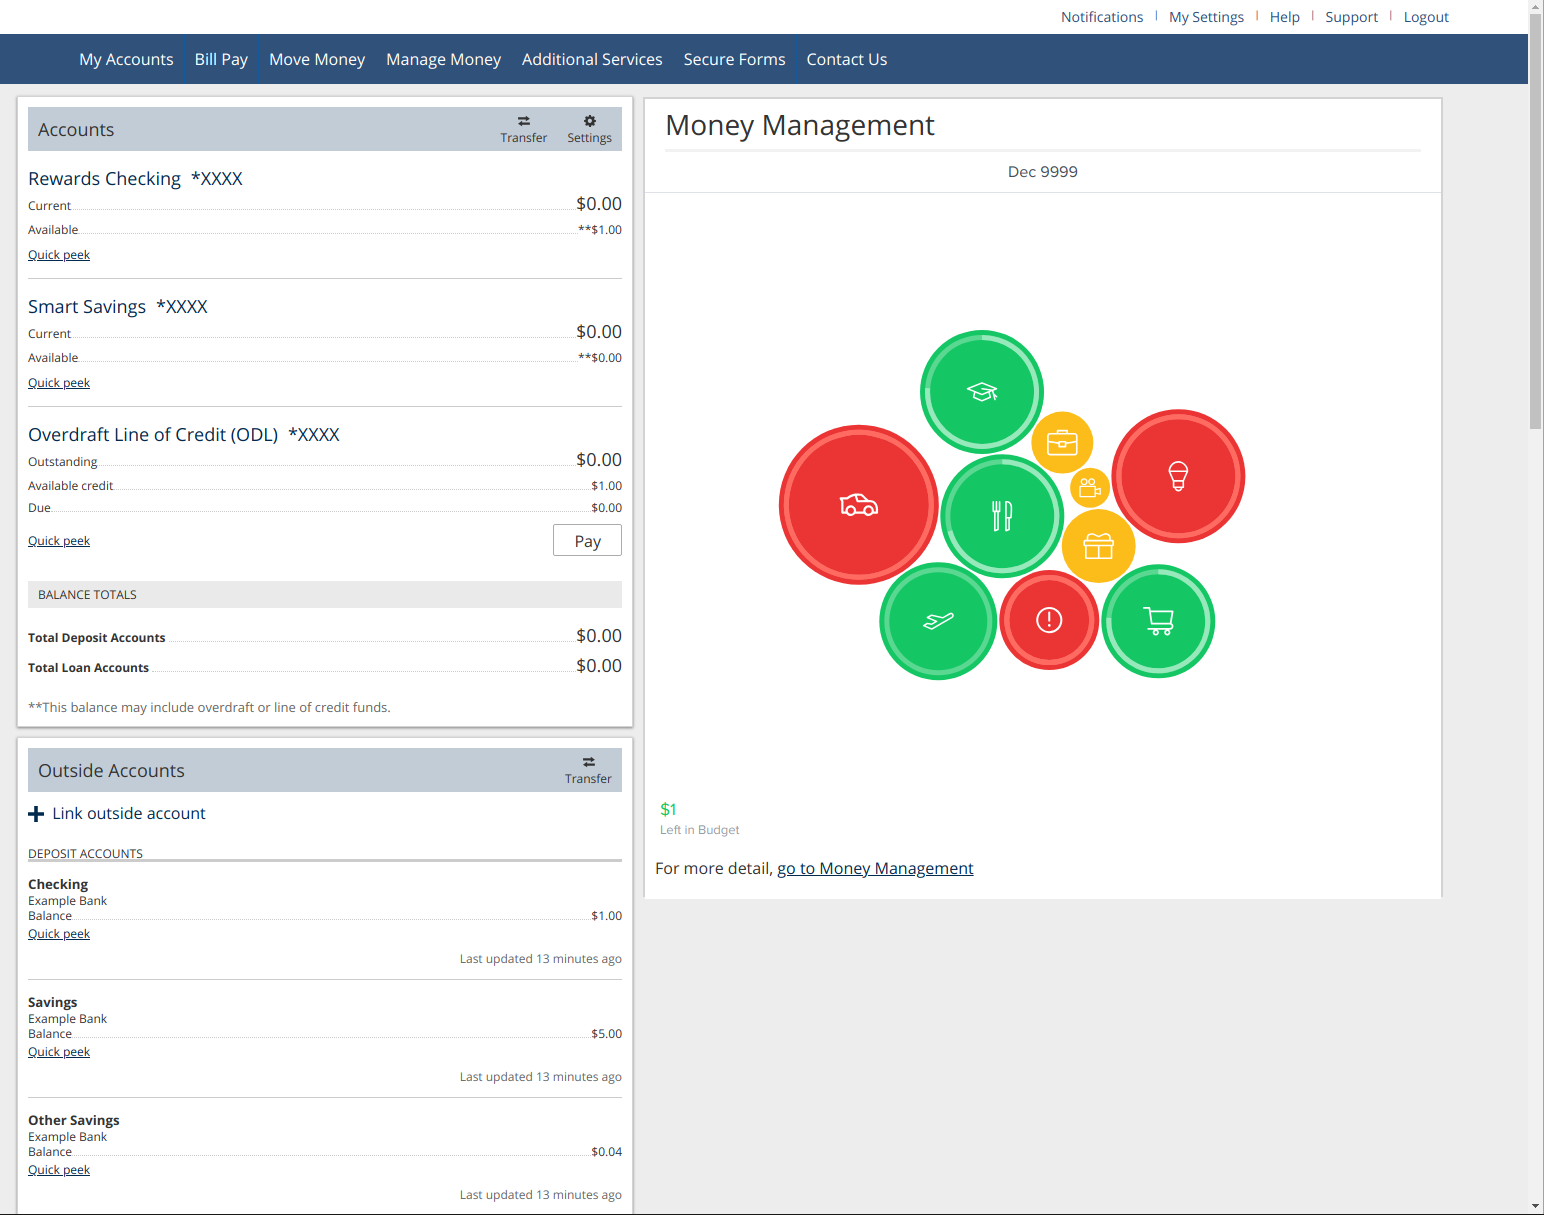 Notifications | My Settings | Help | Support | Logout
My Accounts Bill Pay Move Money Manage Money Additional Services Secure Forms Contact Us
Accounts
Transfer Settings
Rewards Checking *XXXX
Current $0.00
Available **$1.00
Quick peek
Smart Savings *XXXX
Current $0.00
Available **$0.00
Quick peek
Overdraft Line of Credit (ODL) *XXXX
Outstanding $0.00
Available credit $1.00
Due $0.00
Quick peek Pay
BALANCE TOTALS
Total Deposit Accounts $0.00
Total Loan Accounts $0.00
**This balance may include overdraft or line of credit funds.
Outside Accounts
Transfer
Link outside account
DEPOSIT ACCOUNTS
Checking
Example Bank
Balance $1.00
Quick peek
Last updated 13 minutes ago
Savings
Example Bank
Balance $5.00
Quick peek
Last updated 13 minutes ago
Other Savings
Example Bank
Balance $0.04
Quick peek
Last updated 13 minutes ago
Money Management
Dec 9999
$1
Left in Budget
For more detail, go to Money Management